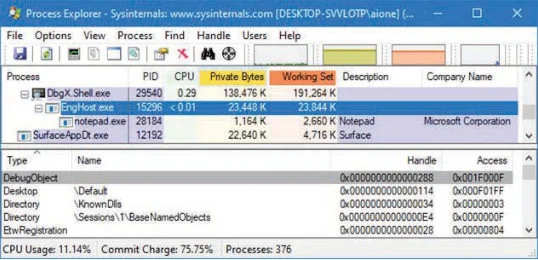 Process Explorer - Sysinternals: www.sysinternals.com [DESKTOP-SVVLOTP\aione] (...
File Options View Process Find Handle Users Help
Process PID CPU Private Bytes Working Set Description Company Name
DbgX.Shell.exe 29540 0.29 138,476 K 191,264 K
EngHost.exe 15296 < 0.01 23,448 K 23,844 K
notepad.exe 28184 1,164 K 2,660 K Notepad Microsoft Corporation
SurfaceAppDt.exe 12192 22,640 K 4,716 K Surface
Type Name Handle Access
DebugObject 0x0000000000000288 0x001F000F
Desktop \Default 0x0000000000000114 0x000F01FF
Directory \KnownDlls 0x0000000000000034 0x00000003
Directory \Sessions\1\BaseNamedObjects 0x00000000000000E4 0x0000000F
EtwRegistration 0x0000000000000028 0x00000804
CPU Usage: 11.14% Commit Charge: 75.75% Processes: 376